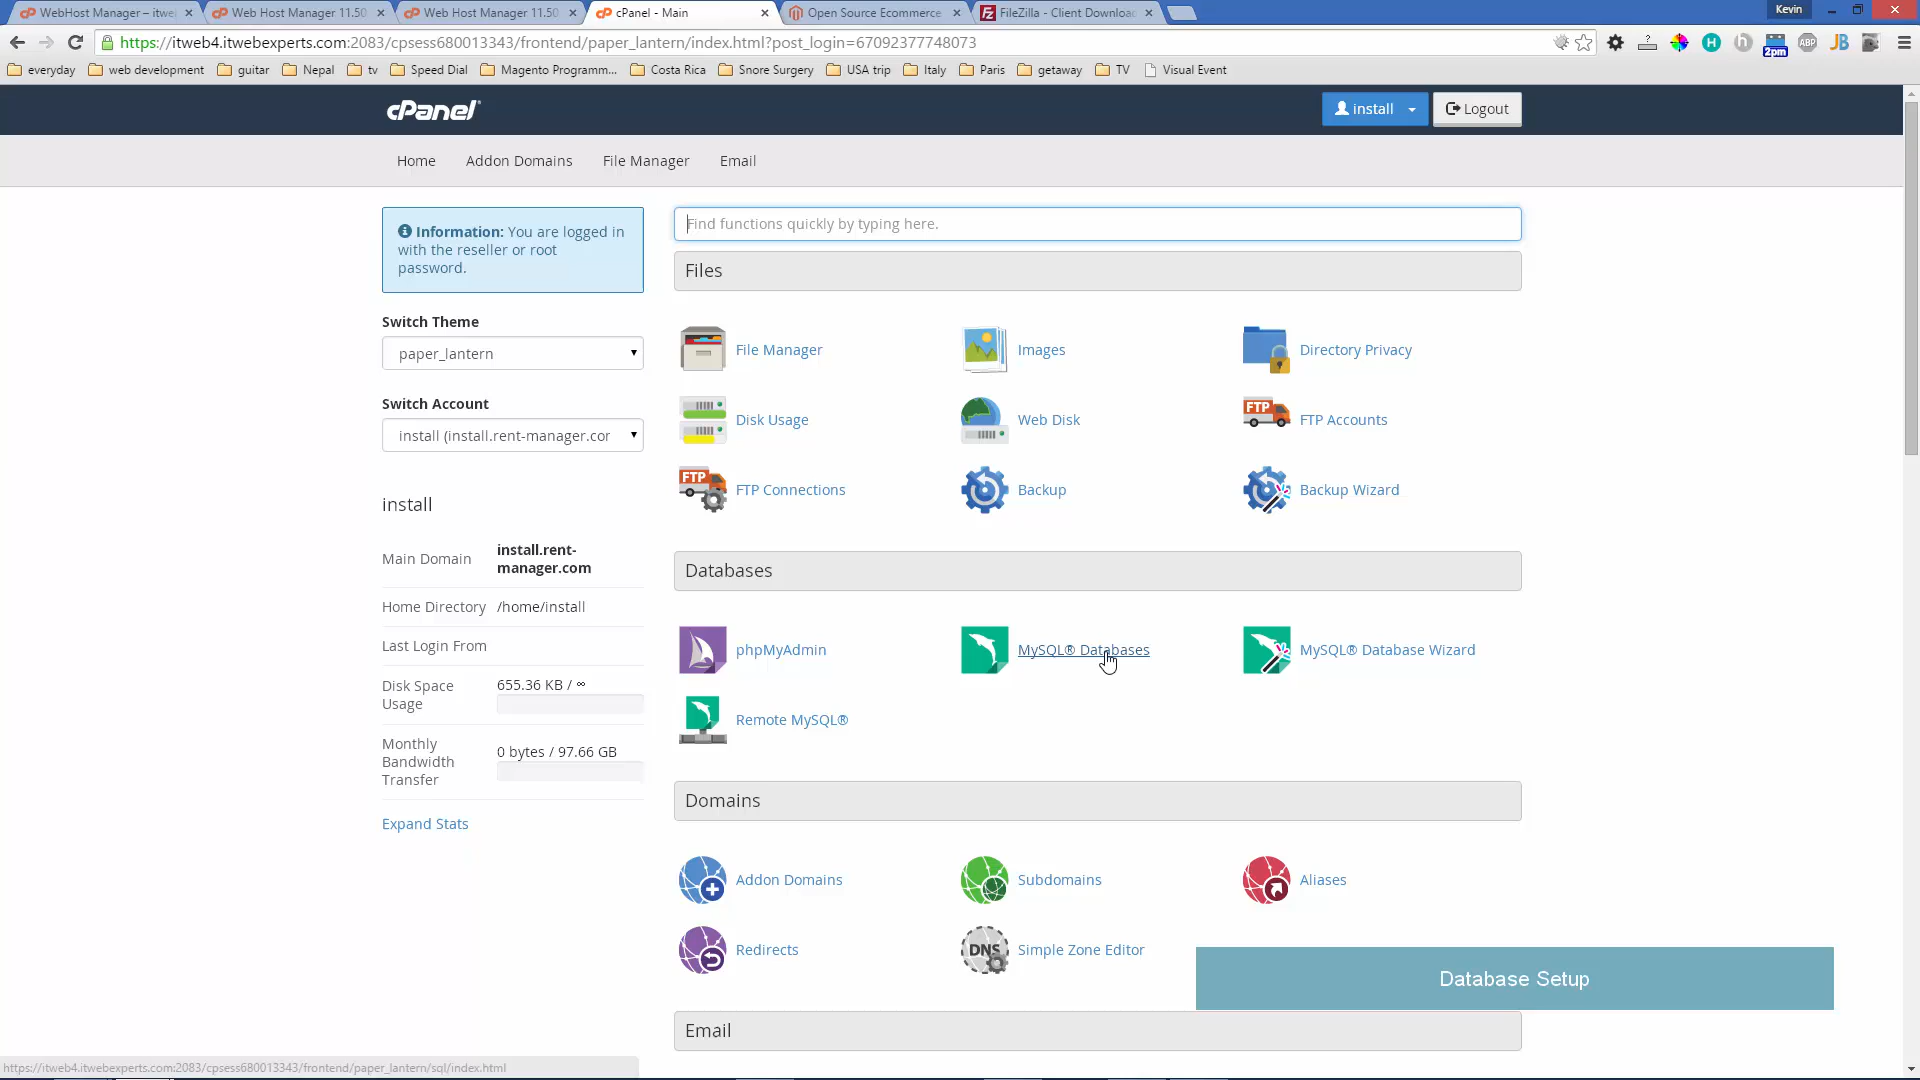 WebHost Manager – itwe
Web Host Manager 11.50
Web Host Manager 11.50
cPanel - Main
Open Source Ecommerce
FileZilla - Client Downloa
Kevin
https://itweb4.itwebexperts.com:2083/cpsess680013343/frontend/paper_lantern/index.html?post_login=67092377748073
2pm
ABP
JB
everyday
web development
guitar
Nepal
tv
Speed Dial
Magento Programm...
Costa Rica
Snore Surgery
USA trip
Italy
Paris
getaway
TV
Visual Event
cPanel
install
Logout
Home
Addon Domains
File Manager
Email
Information: You are logged in
with the reseller or root
password.
Switch Theme
paper_lantern
Switch Account
install (install.rent-manager.cor
install
Main Domain
install.rent-
manager.com
Home Directory
/home/install
Last Login From
Disk Space
Usage
655.36 KB / ∞
Monthly
Bandwidth
Transfer
0 bytes / 97.66 GB
Expand Stats
Find functions quickly by typing here.
Files
File Manager
Images
Directory Privacy
Disk Usage
Web Disk
FTP
FTP Accounts
FTP
FTP Connections
Backup
Backup Wizard
Databases
phpMyAdmin
MySQL® Databases
MySQL® Database Wizard
Remote MySQL®
Domains
Addon Domains
Subdomains
Aliases
Redirects
DNS
Simple Zone Editor
Database Setup
Email
https://itweb4.itwebexperts.com:2083/cpsess680013343/frontend/paper_lantern/sql/index.html